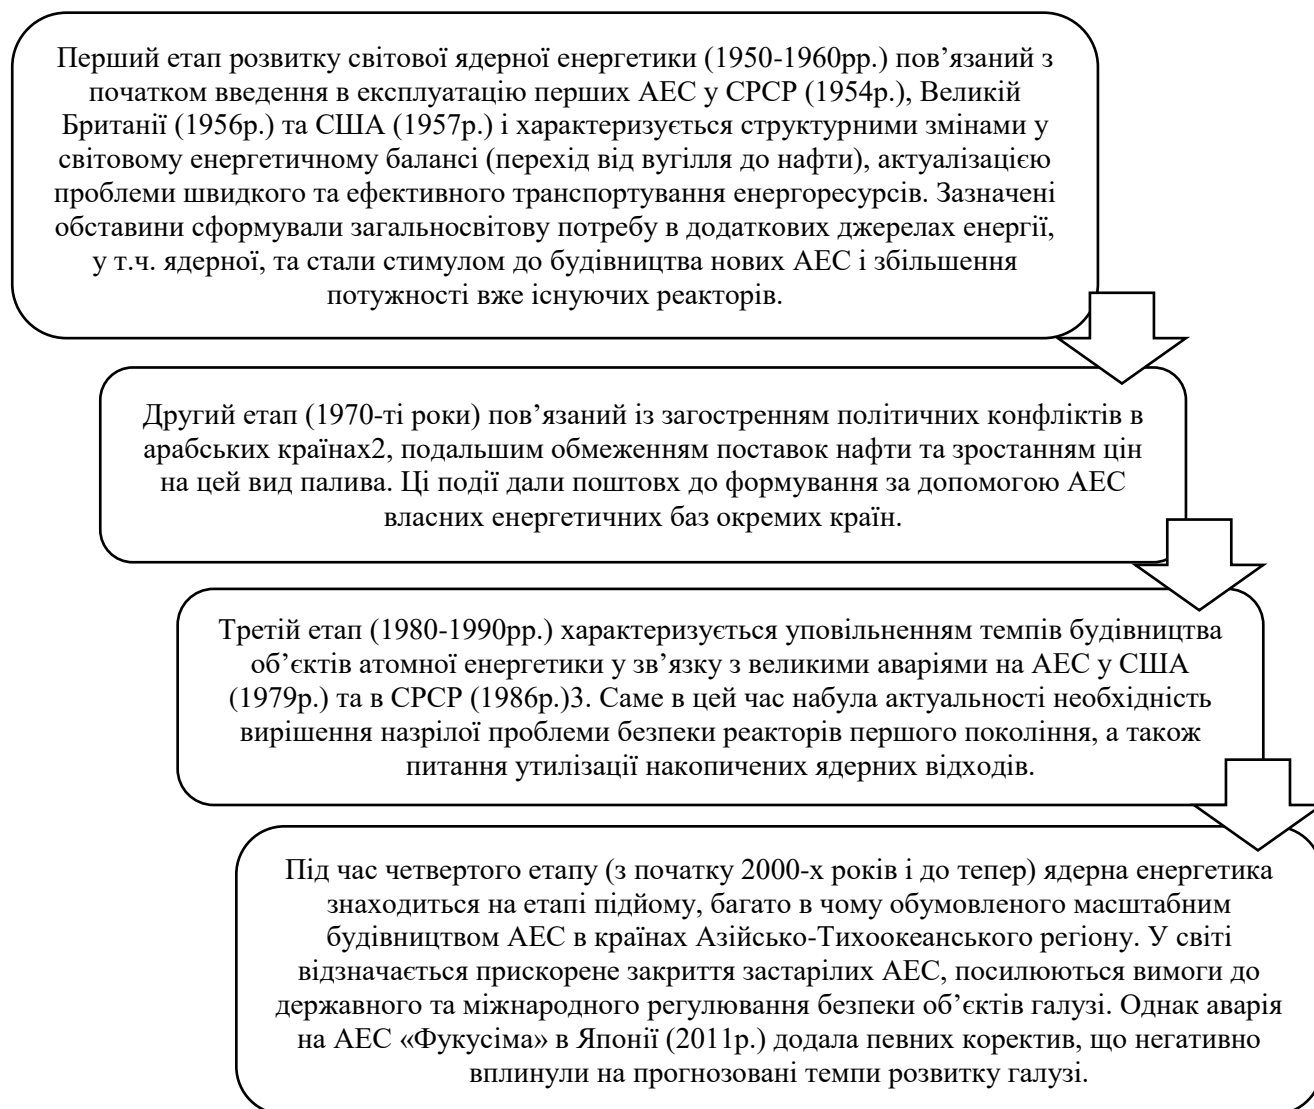 Перший етап розвитку світової ядерної енергетики (1950-1960рр.) пов’язаний з
початком введення в експлуатацію перших АЕС у СРСР (1954р.), Великій
Британії (1956р.) та США (1957р.) і характеризується структурними змінами у
світовому енергетичному балансі (перехід від вугілля до нафти), актуалізацією
проблеми швидкого та ефективного транспортування енергоресурсів. Зазначені
обставини сформували загальносвітову потребу в додаткових джерелах енергії,
у т.ч. ядерної, та стали стимулом до будівництва нових АЕС і збільшення
потужності вже існуючих реакторів.
Другий етап (1970-ті роки) пов’язаний із загостренням політичних конфліктів в
арабських країнах2, подальшим обмеженням поставок нафти та зростанням цін
на цей вид палива. Ці події дали поштовх до формування за допомогою АЕС
власних енергетичних баз окремих країн.
Третій етап (1980-1990рр.) характеризується уповільненням темпів будівництва
об’єктів атомної енергетики у зв’язку з великими аваріями на АЕС у США
(1979р.) та в СРСР (1986р.)3. Саме в цей час набула актуальності необхідність
вирішення назрілої проблеми безпеки реакторів першого покоління, а також
питання утилізації накопичених ядерних відходів.
Під час четвертого етапу (з початку 2000-х років і до тепер) ядерна енергетика
знаходиться на етапі підйому, багато в чому обумовленого масштабним
будівництвом АЕС в країнах Азійсько-Тихоокеанського регіону. У світі
відзначається прискорене закриття застарілих АЕС, посилюються вимоги до
державного та міжнародного регулювання безпеки об’єктів галузі. Однак аварія
на АЕС «Фукусіма» в Японії (2011р.) додала певних коректив, що негативно
вплинули на прогнозовані темпи розвитку галузі.